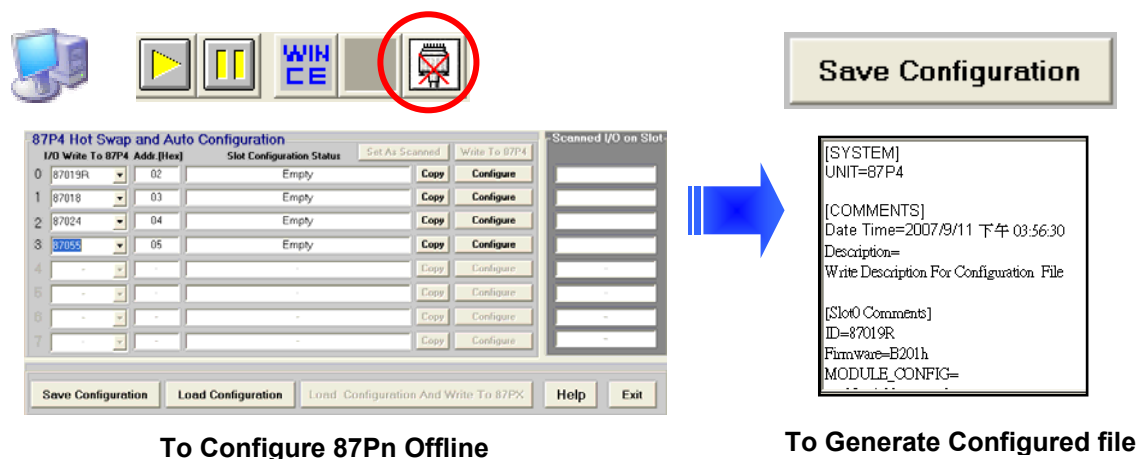 WIN
CE
Save Configuration
87P4 Hot Swap and Auto Configuration
I/O Write To 87P4 Addr.[Hex] Slot Configuration Status Set As Scanned Write To 87P4
Scanned I/O on Slot
0 87019R 02 Empty Copy Configure
1 87018 03 Empty Copy Configure
2 87024 04 Empty Copy Configure
3 87055 05 Empty Copy Configure
4 - - - Copy Configure -
5 - - - Copy Configure -
6 - - - Copy Configure -
7 - - - Copy Configure -
Save Configuration Load Configuration Load Configuration And Write To 87PX Help Exit
To Configure 87Pn Offline
[SYSTEM]
UNIT=87P4
[COMMENTS]
Date Time=2007/9/11 下午 03:56:30
Description=
Write Description For Configuration File
[Slot0 Comments]
ID=87019R
Firmware=B201h
MODULE_CONFIG=
To Generate Configured file